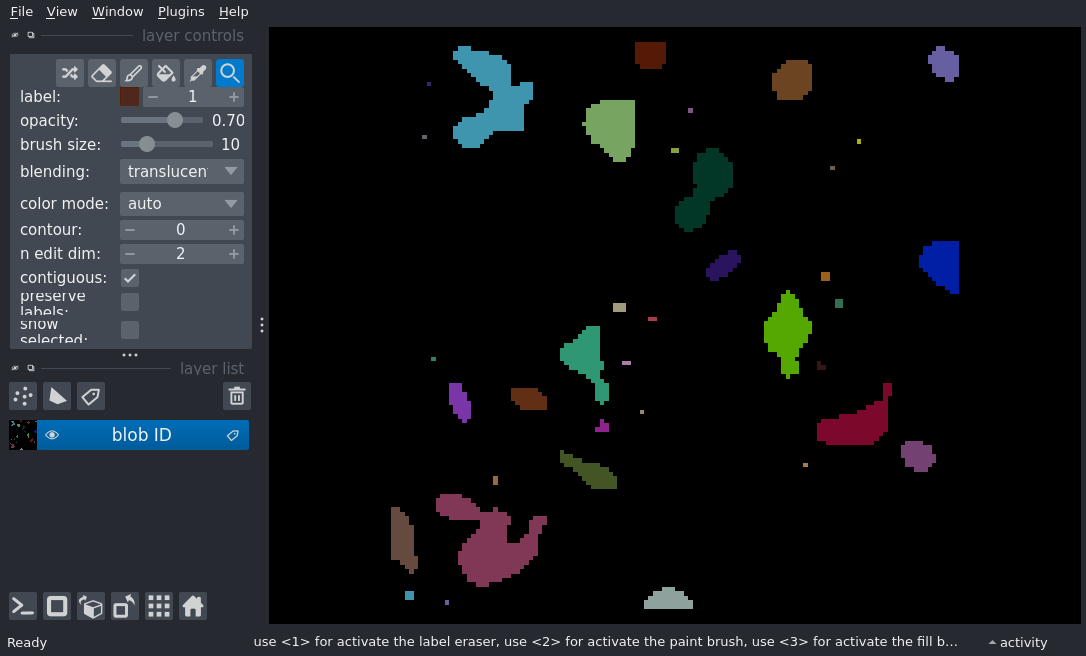 File View Window Plugins Help
layer controls
label: 1
opacity: 0.70
brush size: 10
blending: translucen
color mode: auto
contour: 0
n edit dim: 2
contiguous:
preserve
labels:
show
selected:
layer list
blob ID
Ready
use <1> for activate the label eraser, use <2> for activate the paint brush, use <3> for activate the fill b...
activity